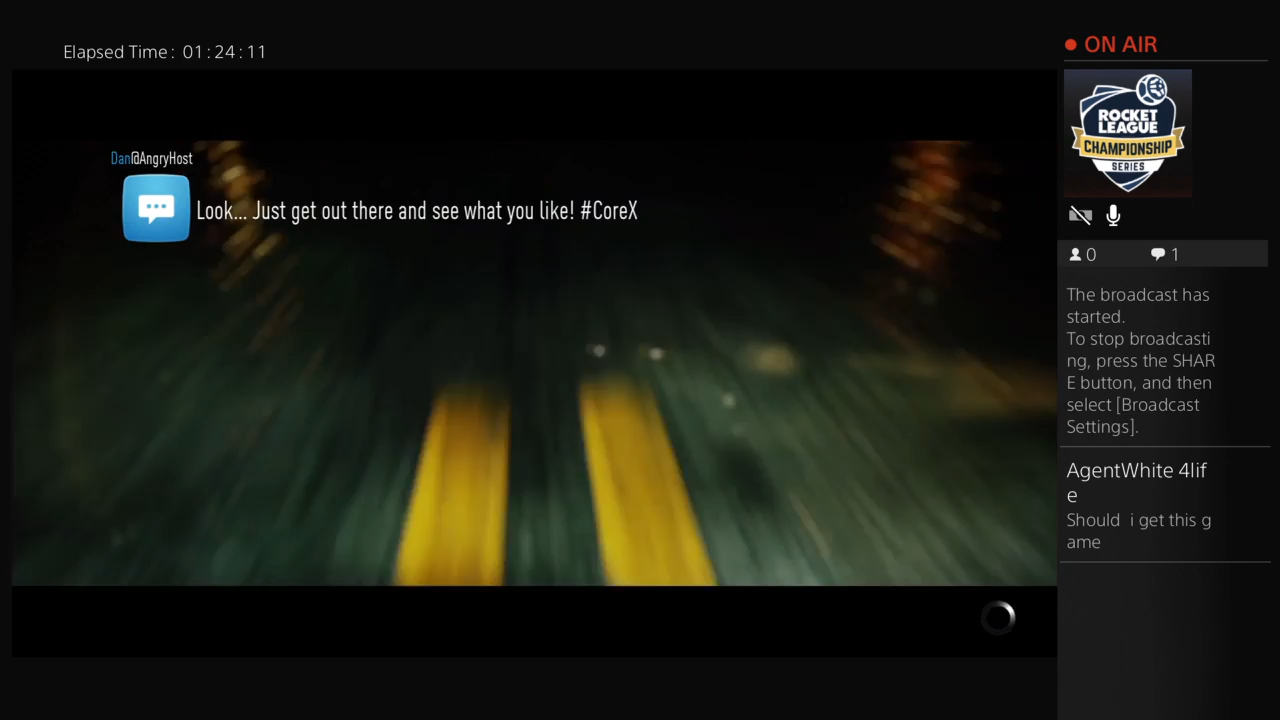 Elapsed Time: 01:24:11
Dan@AngryHost
Look... Just get out there and see what you like! #CoreX
ON AIR
ROCKET
LEAGUE
CHAMPIONSHIP
SERIES
0
1
The broadcast has
started.
To stop broadcasti
ng, press the SHAR
E button, and then
select [Broadcast
Settings].
AgentWhite 4lif
e
Should i get this g
ame